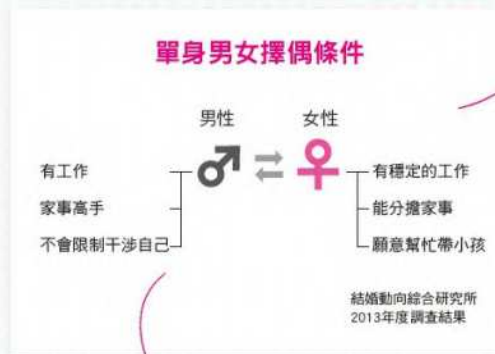 單身男女擇偶條件
男性
女性
有工作
家事高手
不會限制干涉自己
有穩定的工作
能分擔家事
願意幫忙帶小孩
結婚動向綜合研究所
2013年度調查結果